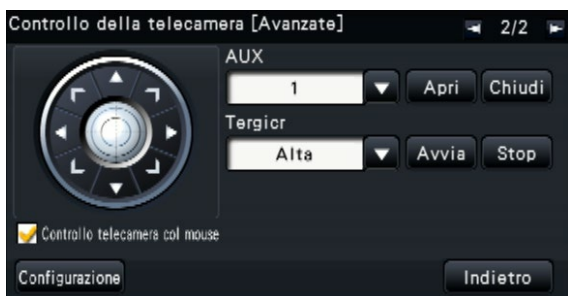 Controllo della telecamera [Avanzate] 2/2
AUX
1 Apri Chiudi
Tergicr
Alta Avvia Stop
Controllo telecamera col mouse
Configurazione Indietro